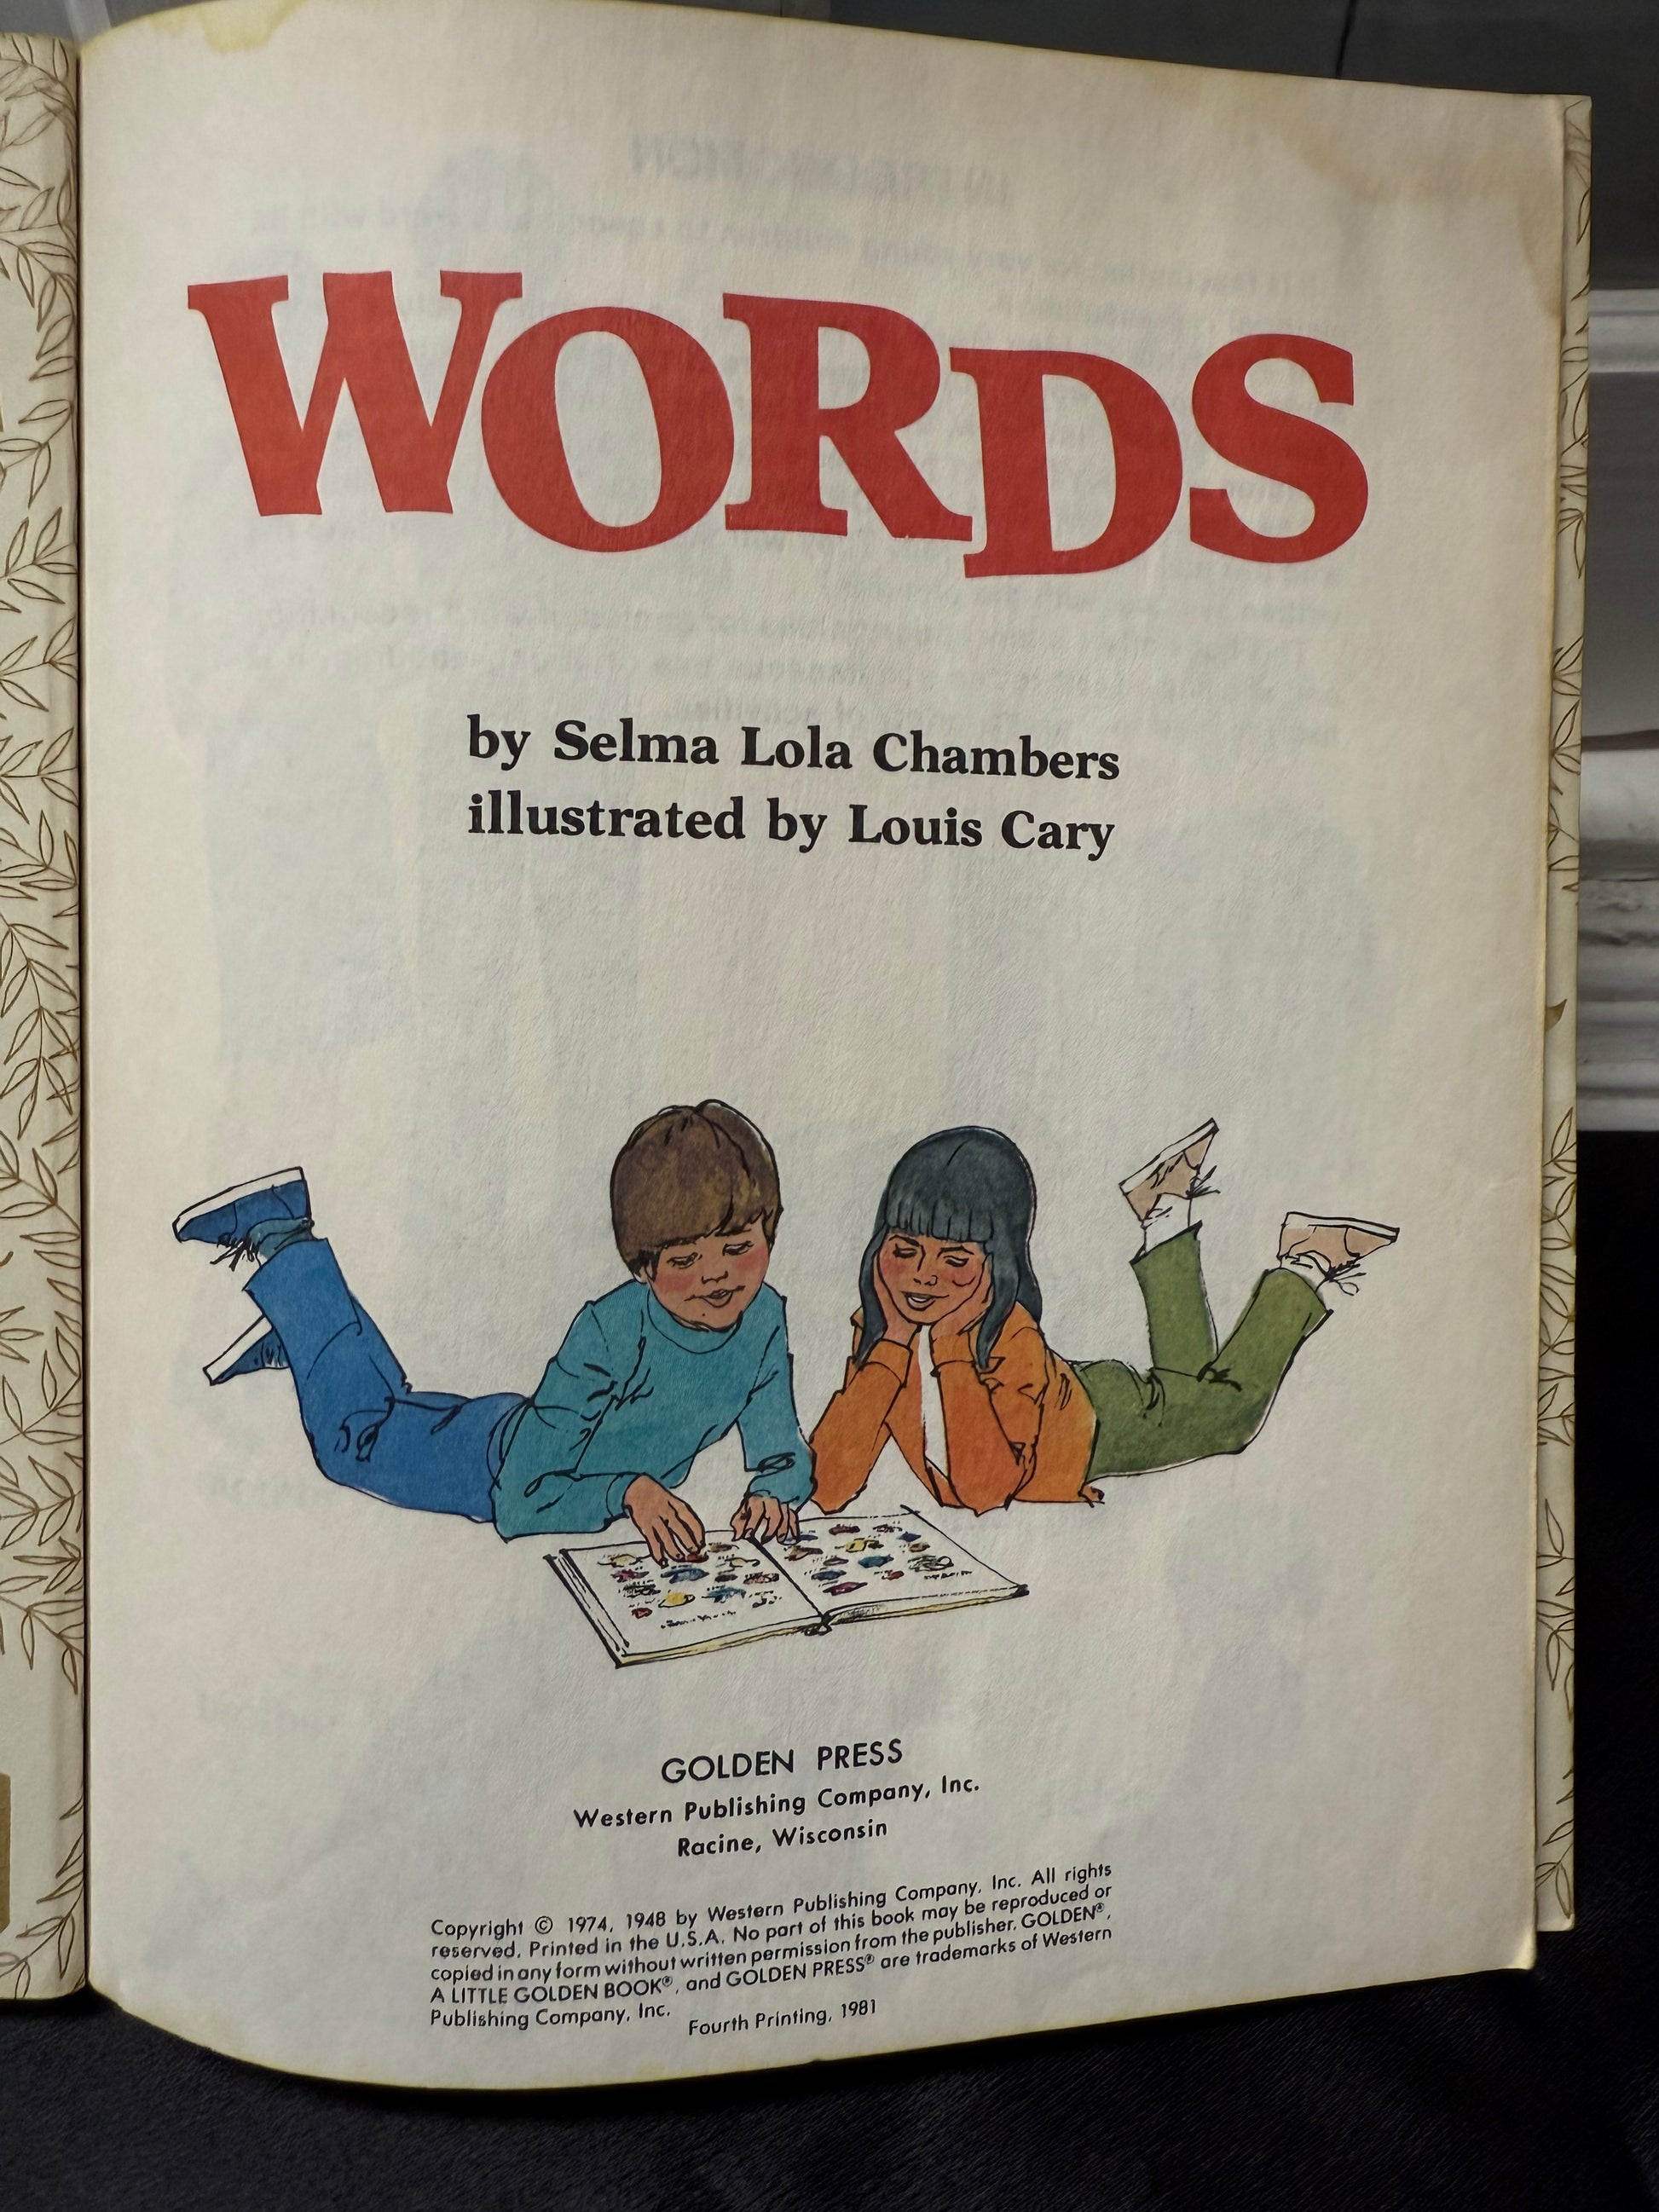 WORDS
by Selma Lola Chambers
illustrated by Louis Cary
GOLDEN PRESS
Western Publishing Company, Inc.
Racine, Wisconsin
Copyright © 1974, 1948 by Western Publishing Company, Inc. All rights
reserved. Printed in the U.S.A. No part of this book may be reproduced or
copied in any form without written permission from the publisher. GOLDEN®,
A LITTLE GOLDEN BOOK®, and GOLDEN PRESS® are trademarks of Western
Publishing Company, Inc.
Fourth Printing, 1981